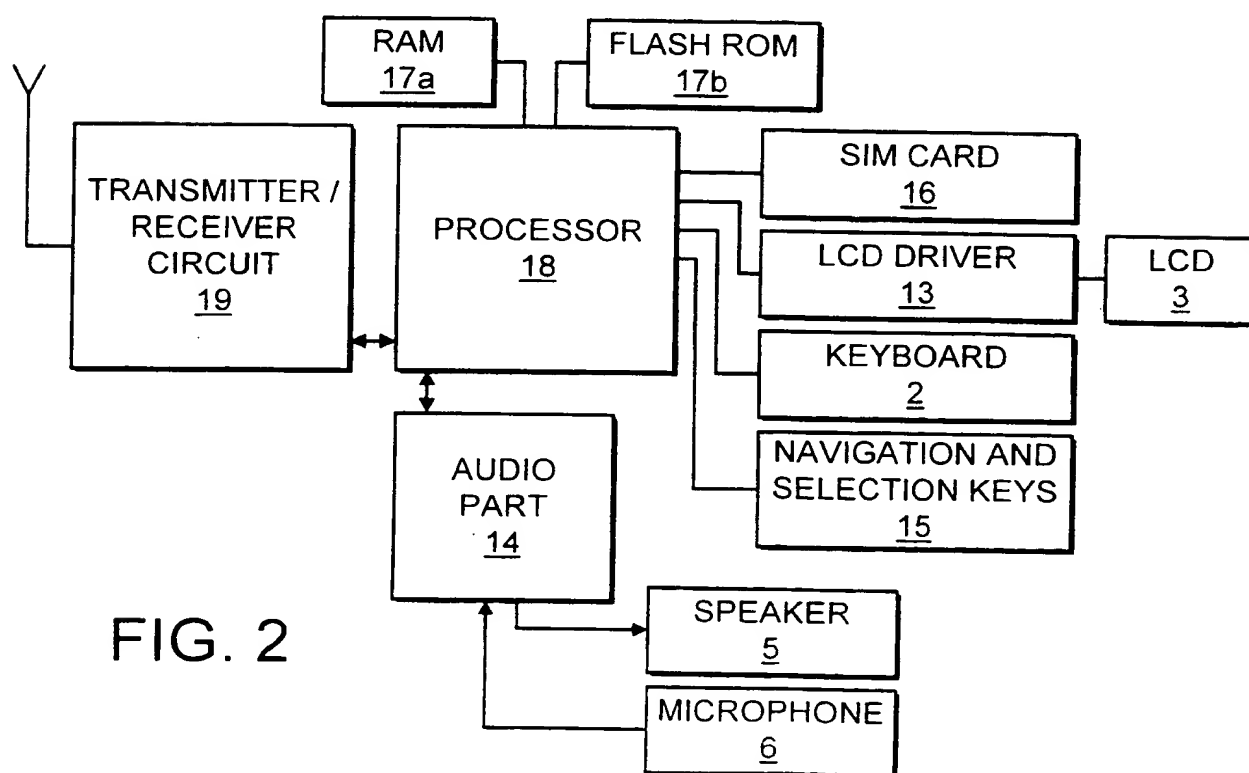 RAM
17a
FLASH ROM
17b
TRANSMITTER /
RECEIVER
CIRCUIT
19
PROCESSOR
18
SIM CARD
16
LCD DRIVER
13
LCD
3
KEYBOARD
2
NAVIGATION AND
SELECTION KEYS
15
AUDIO
PART
14
SPEAKER
5
MICROPHONE
6
FIG. 2